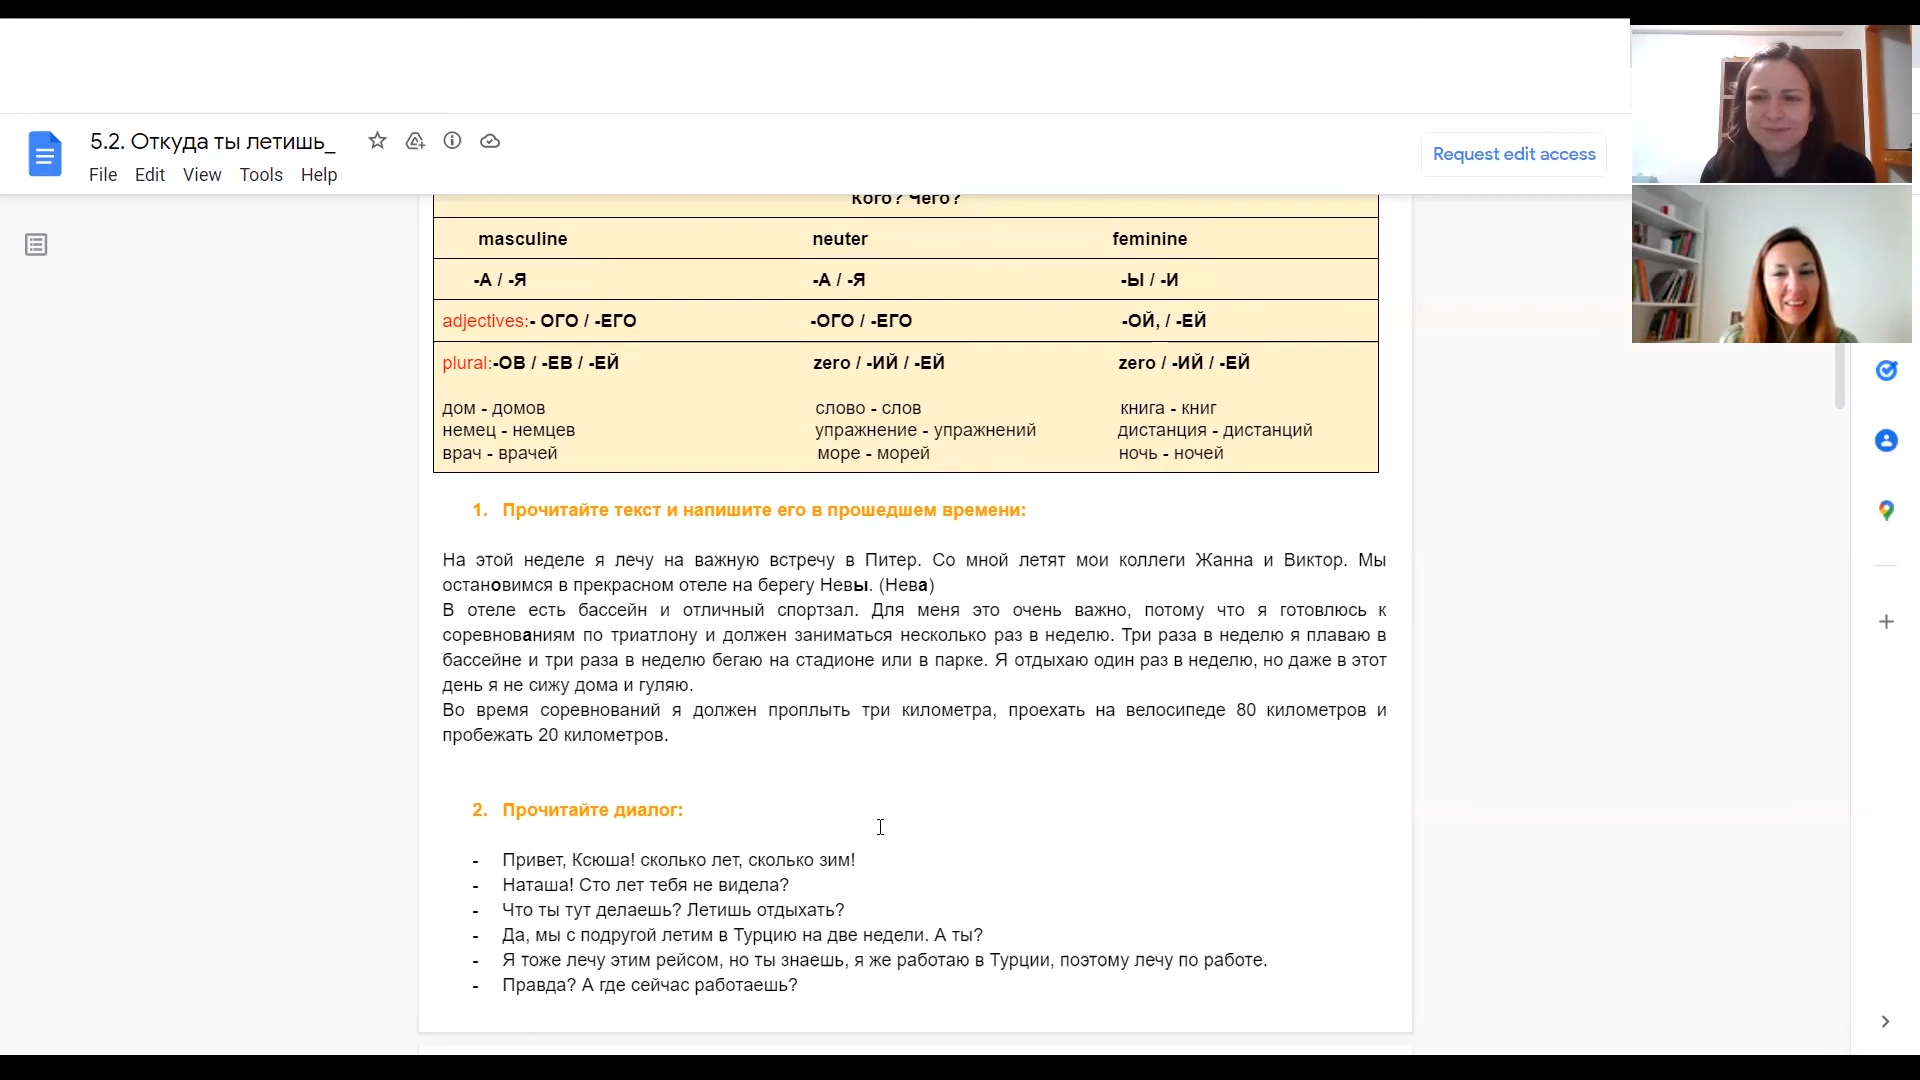 5.2. Откуда ты летишь_
File Edit View Tools Help
Request edit access
Кого? Чего?
masculine neuter feminine
-А / -Я -А / -Я -Ы / -И
adjectives:- ОГО / -ЕГО -ОГО / -ЕГО -ОЙ, / -ЕЙ
plural:-ОВ / -ЕВ / -ЕЙ zero / -ИЙ / -ЕЙ zero / -ИЙ / -ЕЙ
дом - домов слово - слов книга - книг
немец - немцев упражнение - упражнений дистанция - дистанций
врач - врачей море - морей ночь - ночей
1. Прочитайте текст и напишите его в прошедшем времени:
На этой неделе я лечу на важную встречу в Питер. Со мной летят мои коллеги Жанна и Виктор. Мы
остановимся в прекрасном отеле на берегу Невы. (Нева)
В отеле есть бассейн и отличный спортзал. Для меня это очень важно, потому что я готовлюсь к
соревнованиям по триатлону и должен заниматься несколько раз в неделю. Три раза в неделю я плаваю в
бассейне и три раза в неделю бегаю на стадионе или в парке. Я отдыхаю один раз в неделю, но даже в этот
день я не сижу дома и гуляю.
Во время соревнований я должен проплыть три километра, проехать на велосипеде 80 километров и
пробежать 20 километров.
2. Прочитайте диалог:
- Привет, Ксюша! сколько лет, сколько зим!
- Наташа! Сто лет тебя не видела?
- Что ты тут делаешь? Летишь отдыхать?
- Да, мы с подругой летим в Турцию на две недели. А ты?
- Я тоже лечу этим рейсом, но ты знаешь, я же работаю в Турции, поэтому лечу по работе.
- Правда? А где сейчас работаешь?